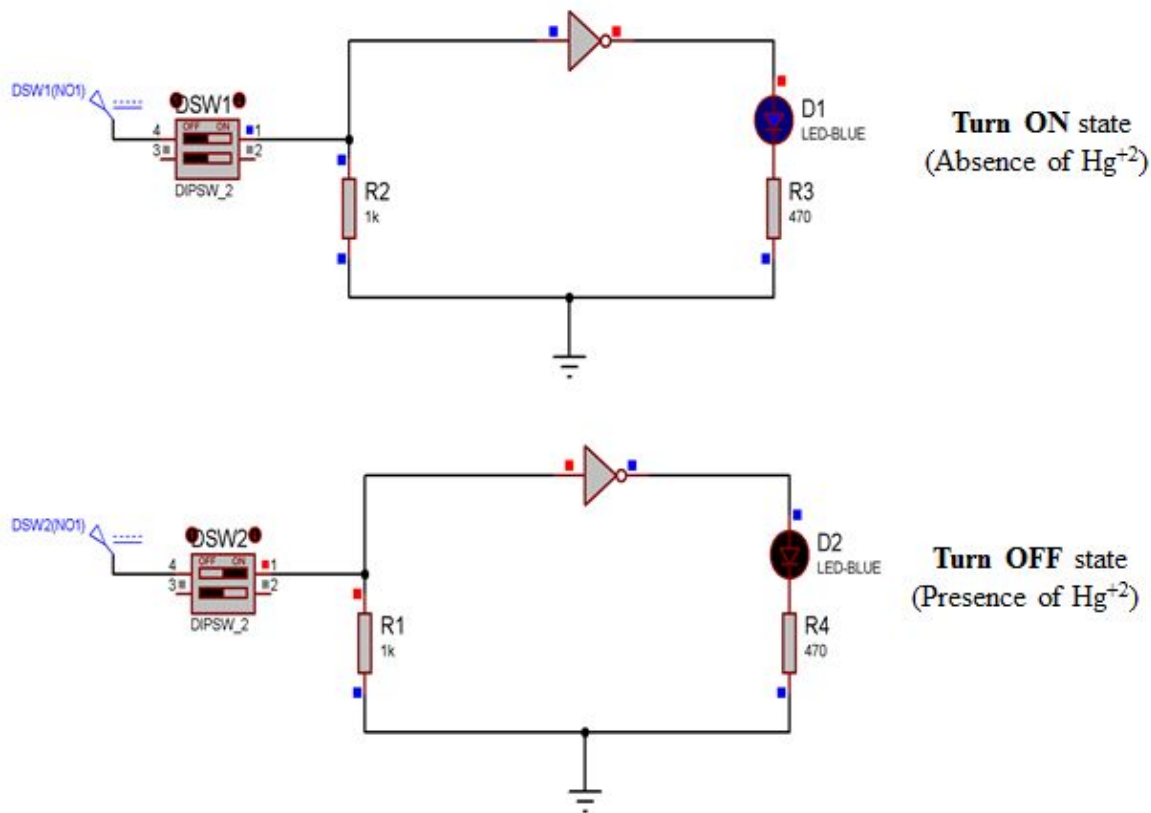 DSW1(NO1)
DSW1
OFF ON
4 1
3 2
DIPSW_2
R2
1k
D1
LED-BLUE
R3
470
Turn ON state
(Absence of Hg+2)
DSW2(NO1)
DSW2
OFF ON
4 1
3 2
DIPSW_2
R1
1k
D2
LED-BLUE
R4
470
Turn OFF state
(Presence of Hg+2)